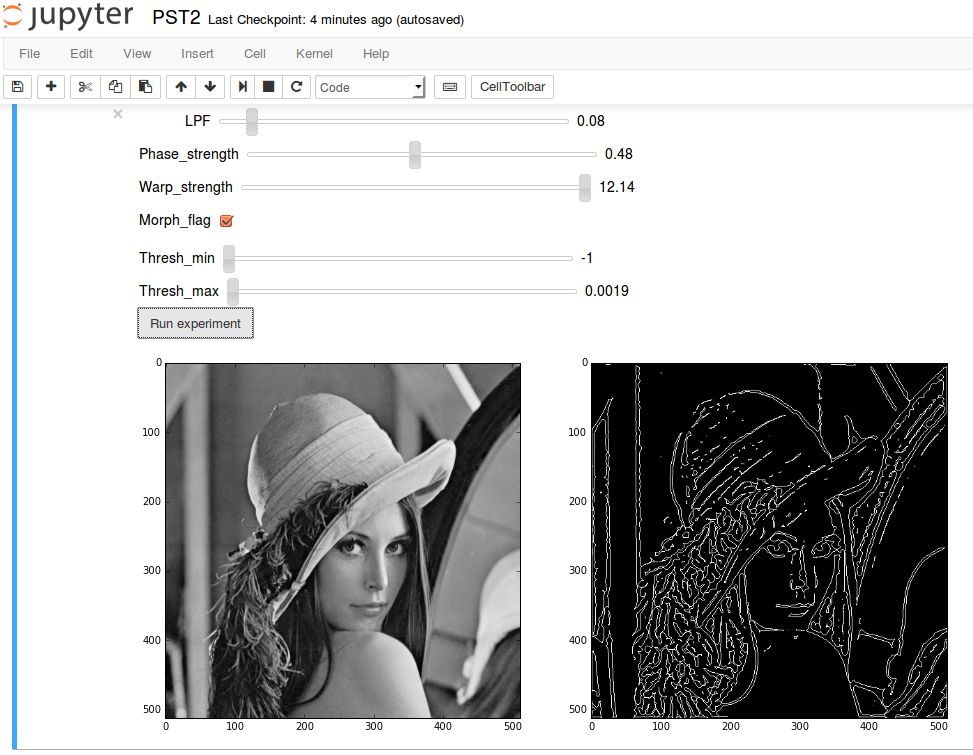 jupyter PST2 Last Checkpoint: 4 minutes ago (autosaved)
File Edit View Insert Cell Kernel Help
Code CellToolbar
×
LPF 0.08
Phase_strength 0.48
Warp_strength 12.14
Morph_flag
Thresh_min -1
Thresh_max 0.0019
Run experiment
0 0
100 100
200 200
300 300
400 400
500 500
0 100 200 300 400 500 0 100 200 300 400 500